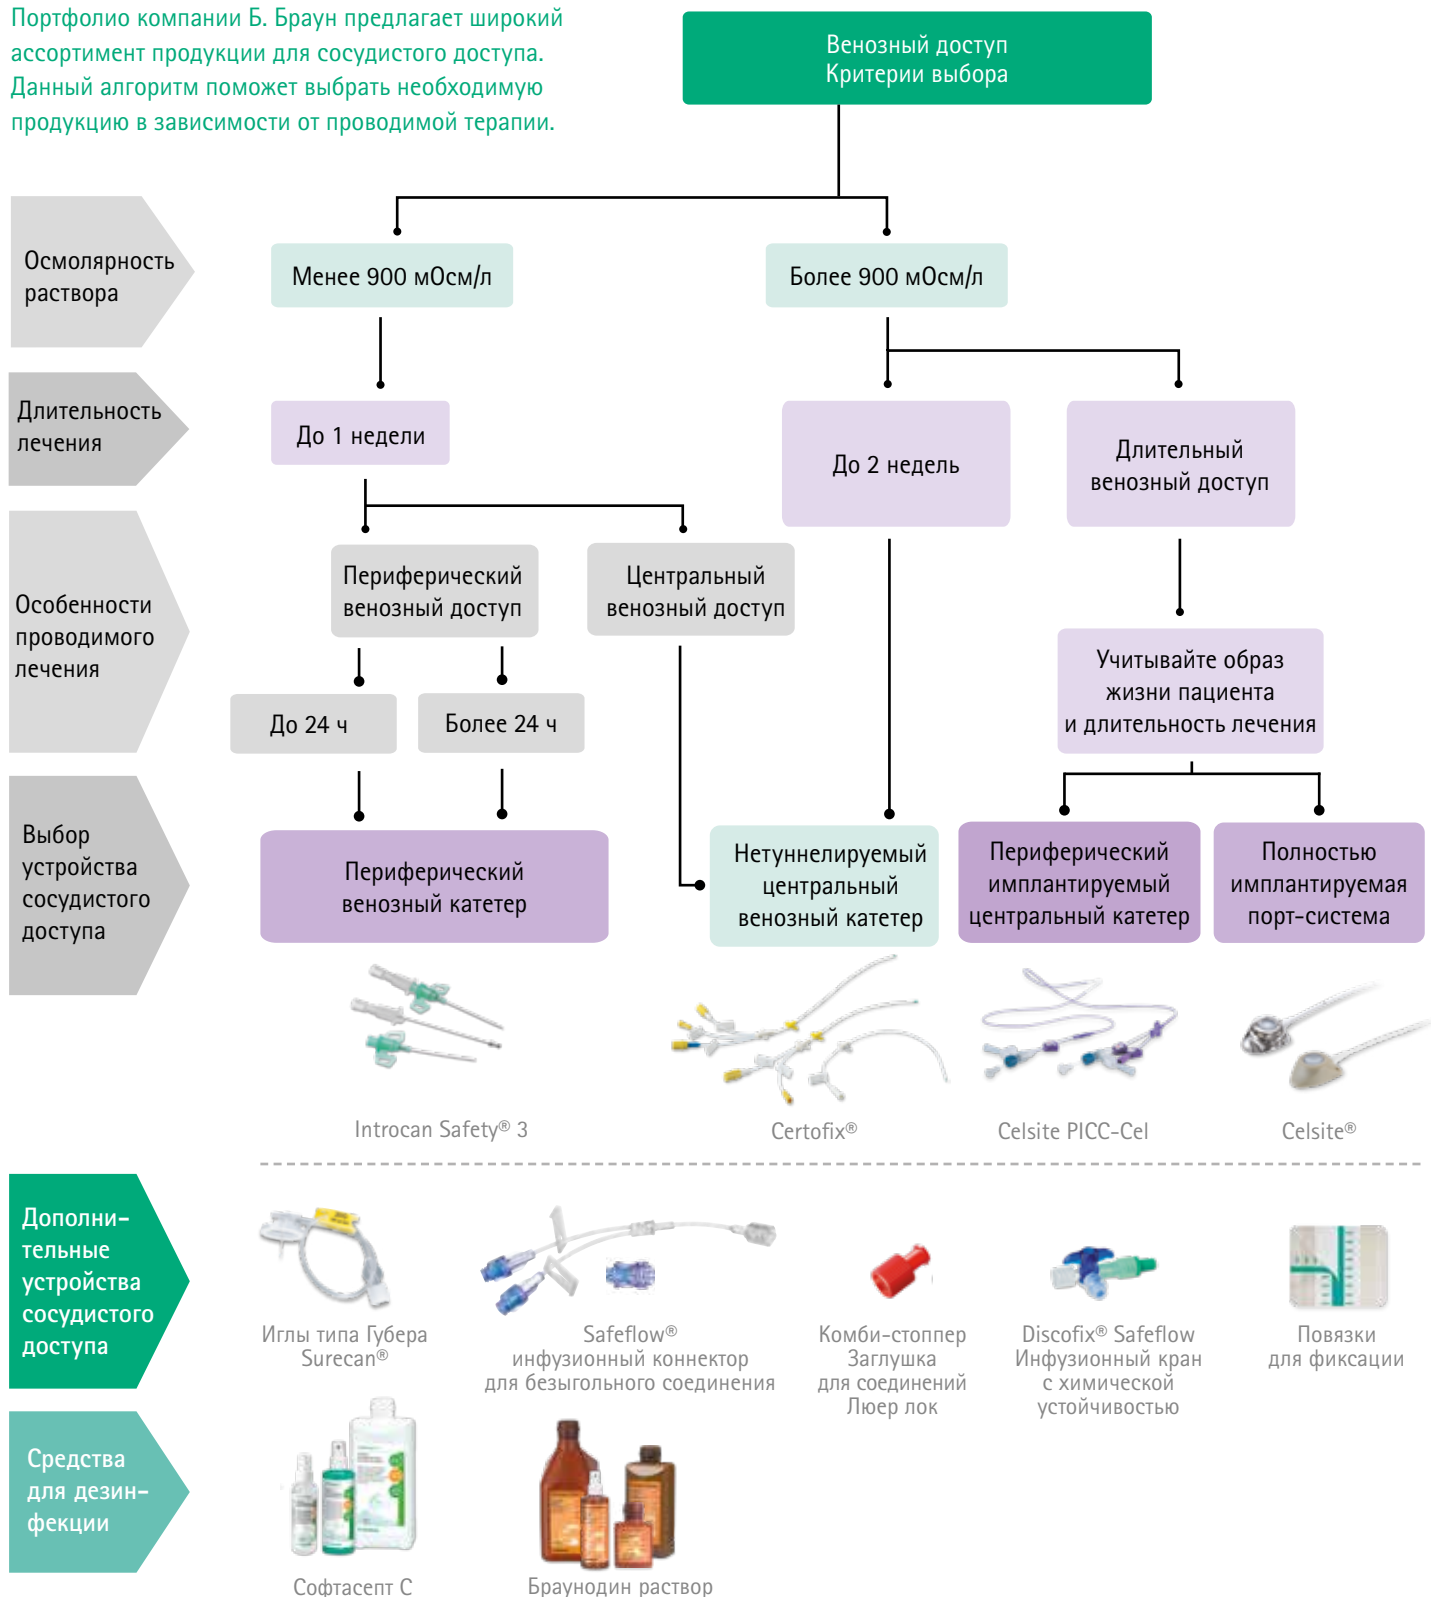 Портфолио компании Б. Браун предлагает широкий
ассортимент продукции для сосудистого доступа.
Данный алгоритм поможет выбрать необходимую
продукцию в зависимости от проводимой терапии.
Венозный доступ
Критерии выбора
Осмолярность
раствора
Менее 900 мОсм/л
Более 900 мОсм/л
Длительность
лечения
До 1 недели
До 2 недель
Длительный
венозный доступ
Особенности
проводимого
лечения
Периферический
венозный доступ
Центральный
венозный доступ
До 24 ч
Более 24 ч
Учитывайте образ
жизни пациента
и длительность лечения
Выбор
устройства
сосудистого
доступа
Периферический
венозный катетер
Нетуннелируемый
центральный
венозный катетер
Периферический
имплантируемый
центральный катетер
Полностью
имплантируемая
порт-система
Introcan Safety® 3
Certofix®
Celsite PICC-Cel
Celsite®
Дополни-
тельные
устройства
сосудистого
доступа
Иглы типа Губера
Surecan®
Safeflow®
инфузионный коннектор
для безыгольного соединения
Комби-стоппер
Заглушка
для соединений
Люер лок
Discofix® Safeflow
Инфузионный кран
с химической
устойчивостью
Повязки
для фиксации
Средства
для дезин-
фекции
Софтасепт С
Браунодин раствор